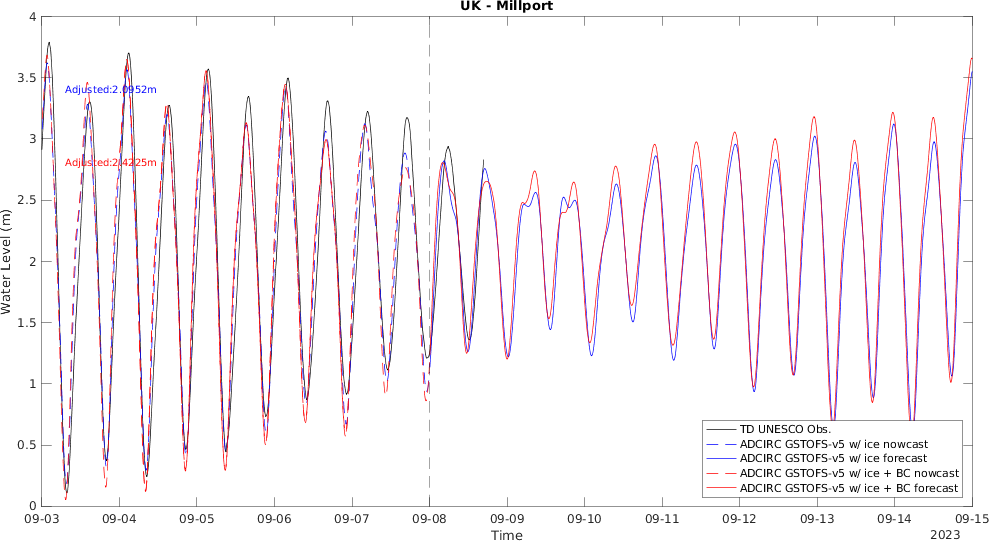 UK - Millport
4
3.5
3
2.5
2
1.5
1
0.5
0
Water Level (m)
Adjusted:2.0952m
Adjusted:2.4225m
TD UNESCO Obs.
ADCIRC GSTOFS-v5 w/ ice nowcast
ADCIRC GSTOFS-v5 w/ ice forecast
ADCIRC GSTOFS-v5 w/ ice + BC nowcast
ADCIRC GSTOFS-v5 w/ ice + BC forecast
09-03 09-04 09-05 09-06 09-07 09-08 09-09 09-10 09-11 09-12 09-13 09-14 09-15
Time
2023